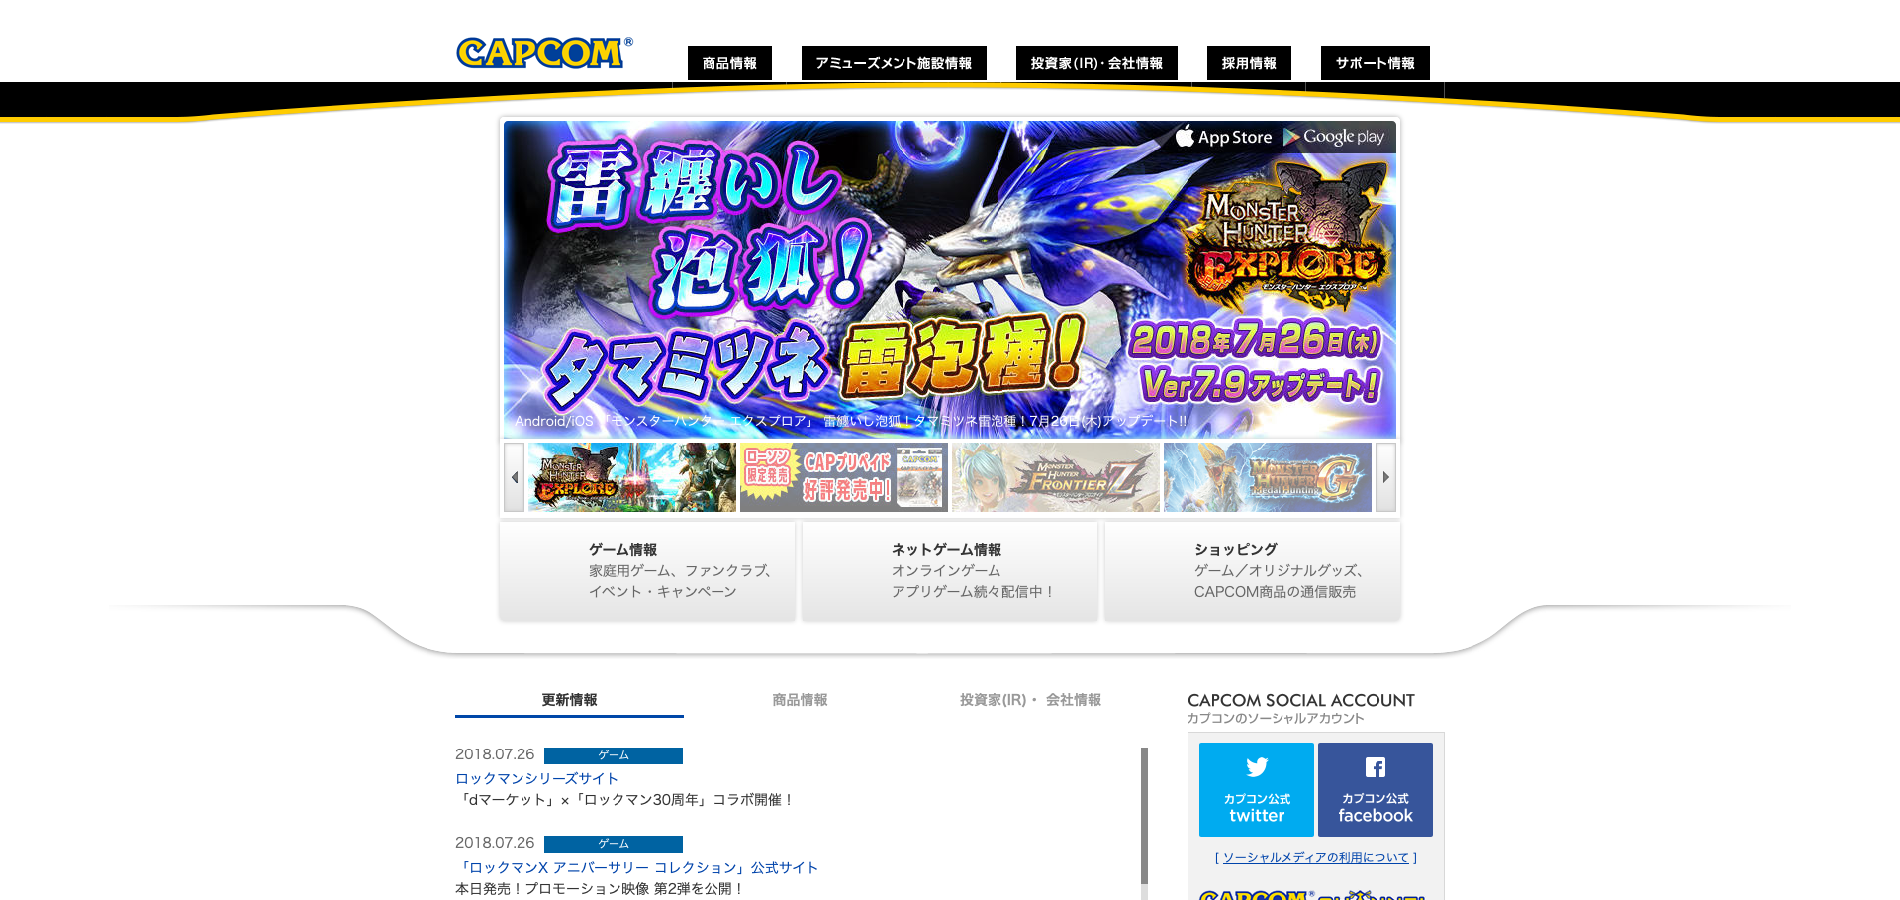 CAPCOM®
商品情報
アミューズメント施設情報
投資家(IR)・会社情報
採用情報
サポート情報
App Store
Google play
雷纏いし
泡狐！
タマミツネ 雷泡種！
MONSTER HUNTER
EXPLORE
モンスターハンター エクスプロア
2018年7月26日(木)
Ver7.9 アップデート！
Android/iOS 「モンスターハンター エクスプロア」 雷纏いし泡狐！タマミツネ雷泡種！7月26日(木)アップデート!!
MONSTER HUNTER
EXPLORE
ローソン
限定発売
CAPプリペイド
好評発売中！
CAPCOM
MONSTER HUNTER
FRONTIER Z
MONSTER HUNTER
Medal Hunting G
ゲーム情報
家庭用ゲーム、ファンクラブ、
イベント・キャンペーン
ネットゲーム情報
オンラインゲーム
アプリゲーム続々配信中！
ショッピング
ゲーム／オリジナルグッズ、
CAPCOM商品の通信販売
更新情報
商品情報
投資家(IR)・ 会社情報
2018.07.26 ゲーム
ロックマンシリーズサイト
「dマーケット」×「ロックマン30周年」コラボ開催！
2018.07.26 ゲーム
「ロックマンX アニバーサリー コレクション」公式サイト
本日発売！プロモーション映像 第2弾を公開！
CAPCOM SOCIAL ACCOUNT
カプコンのソーシャルアカウント
カプコン公式
twitter
カプコン公式
facebook
[ ソーシャルメディアの利用について ]
CAPCOM®